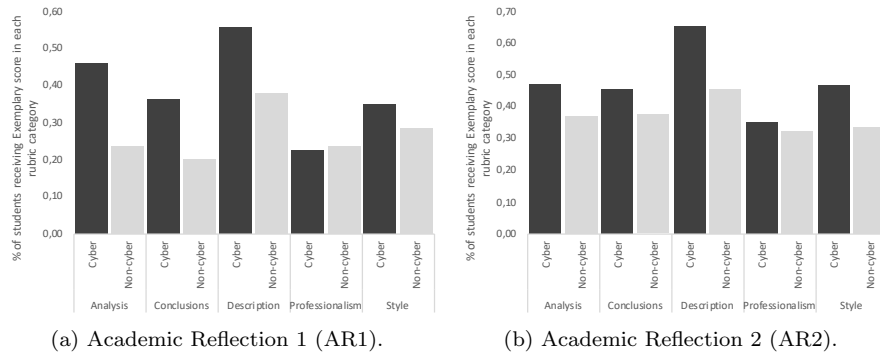 % of students receiving Exemplary score in each
rubric category
0,60
0,50
0,40
0,30
0,20
0,10
0,00
Cyber
Non-cyber
Cyber
Non-cyber
Cyber
Non-cyber
Cyber
Non-cyber
Cyber
Non-cyber
Analysis
Conclusions
Description
Professionalism
Style
(a) Academic Reflection 1 (AR1).
% of students receiving Exemplary score in each
rubric category
0,70
0,60
0,50
0,40
0,30
0,20
0,10
0,00
Cyber
Non-cyber
Cyber
Non-cyber
Cyber
Non-cyber
Cyber
Non-cyber
Cyber
Non-cyber
Analysis
Conclusions
Description
Professionalism
Style
(b) Academic Reflection 2 (AR2).